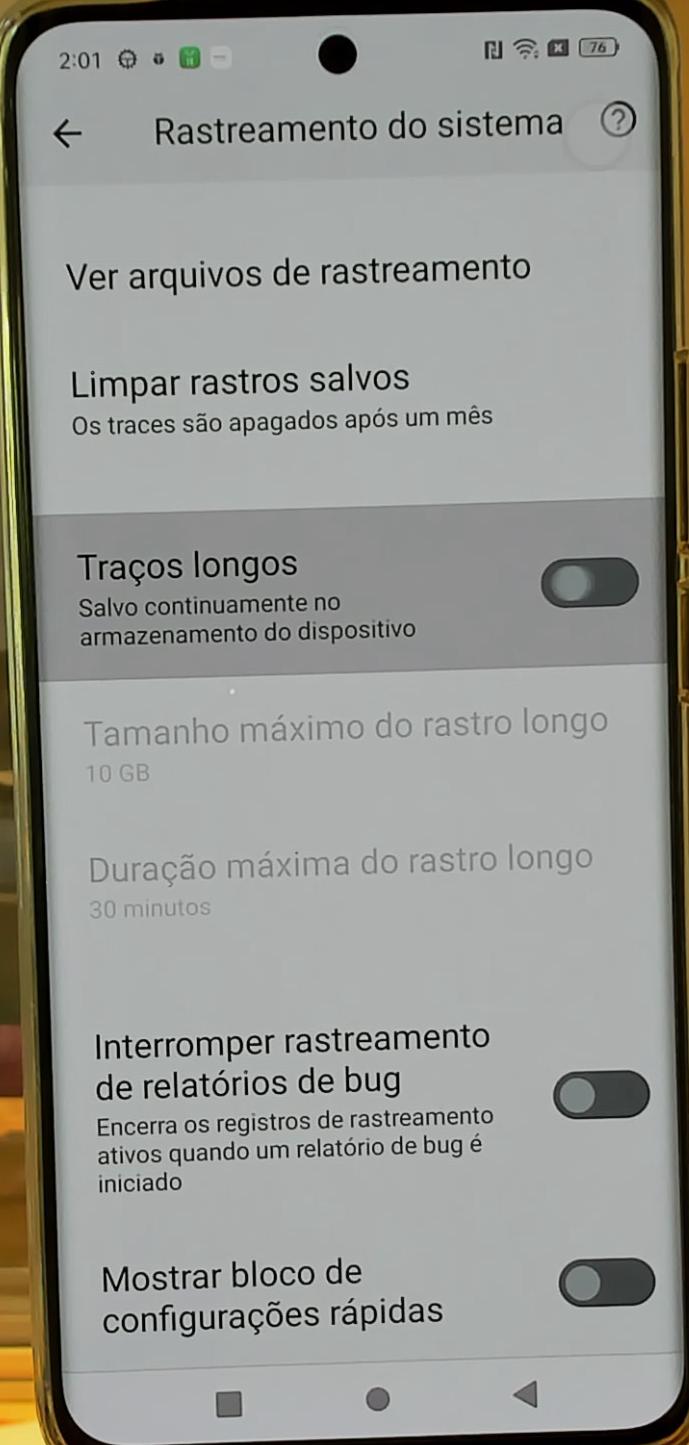 2:01
76
Rastreamento do sistema
Ver arquivos de rastreamento
Limpar rastros salvos
Os traces são apagados após um mês
Traços longos
Salvo continuamente no
armazenamento do dispositivo
Tamanho máximo do rastro longo
10 GB
Duração máxima do rastro longo
30 minutos
Interromper rastreamento
de relatórios de bug
Encerra os registros de rastreamento
ativos quando um relatório de bug é
iniciado
Mostrar bloco de
configurações rápidas